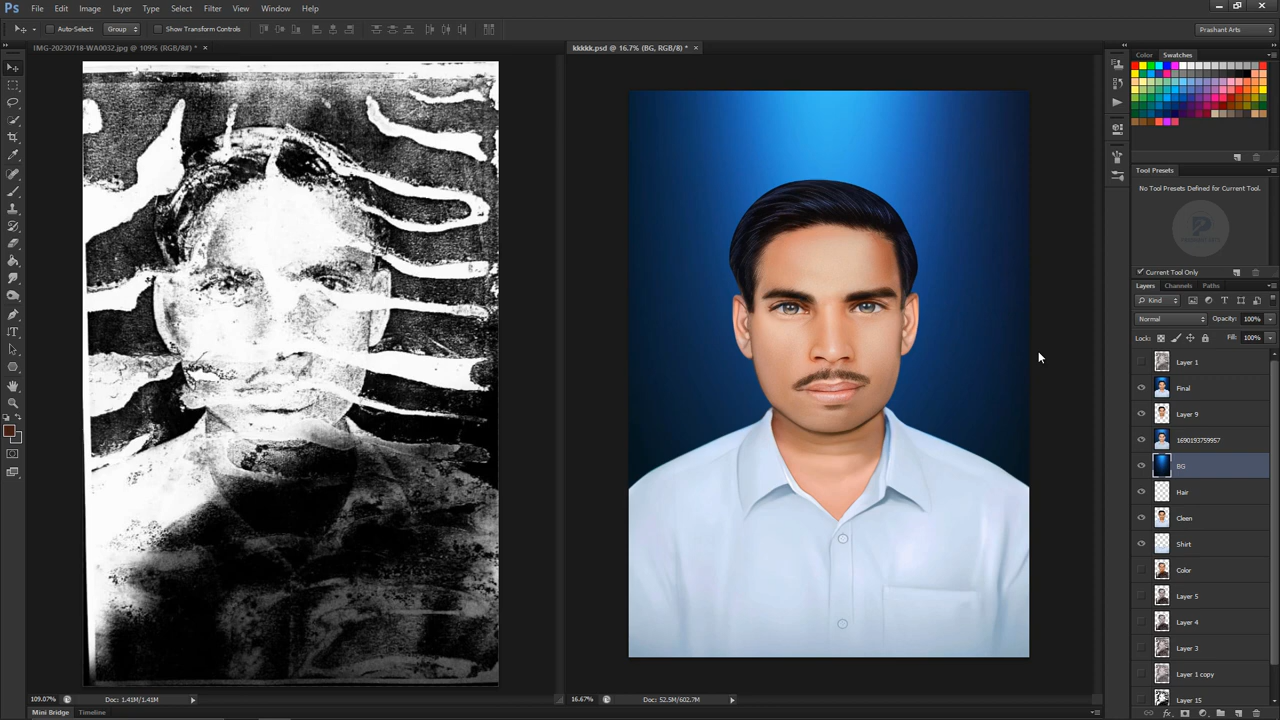 Ps File Edit Image Layer Type Select Filter View Window Help
Auto-Select: Group Show Transform Controls Prashant Arts
IMG-20230718-WA0032.jpg @ 109% (RGB/8#) * × kkkkk.psd @ 16.7% (BG, RGB/8) * ×
Color Swatches
Tool Presets
No Tool Presets Defined for Current Tool.
Current Tool Only
Layers Channels Paths
Kind
Normal Opacity: 100%
Lock: Fill: 100%
Layer 1
Final
Layer 9
1690193759957
BG
Hair
Cleen
Shirt
Color
Layer 5
Layer 4
Layer 3
Layer 1 copy
Layer 15
109.07% Doc: 1.41M/1.41M 16.67% Doc: 52.5M/602.7M
Mini Bridge Timeline